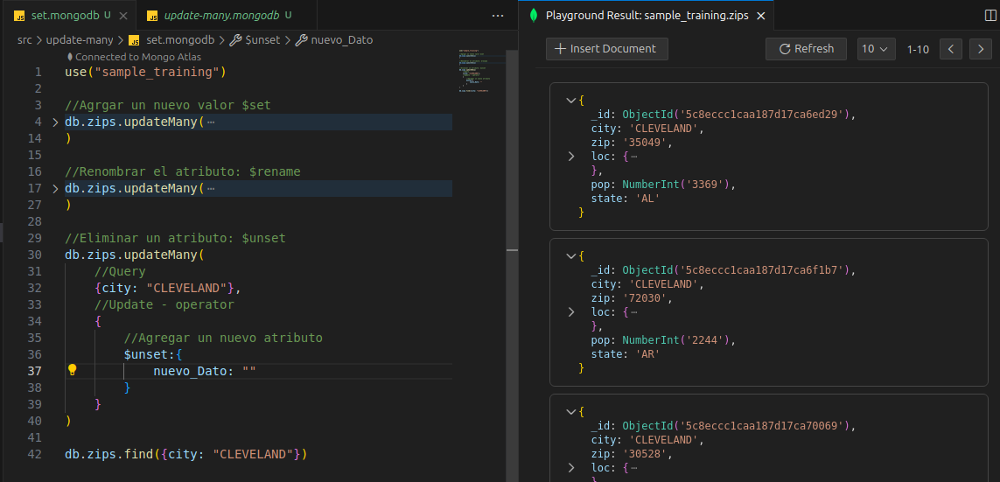 set.mongodb U
update-many.mongodb U
src > update-many > set.mongodb > $unset > nuevo_Dato
Connected to Mongo Atlas
1 use("sample_training")
2
3 //Agrgar un nuevo valor $set
4 db.zips.updateMany(⋯
14 )
15
16 //Renombrar el atributo: $rename
17 db.zips.updateMany(⋯
27 )
28
29 //Eliminar un atributo: $unset
30 db.zips.updateMany(
31 //Query
32 {city: "CLEVELAND"},
33 //Update - operator
34 {
35 //Agregar un nuevo atributo
36 $unset:{
37 nuevo_Dato: ""
38 }
39 }
40 )
41
42 db.zips.find({city: "CLEVELAND"})
Playground Result: sample_training.zips
+ Insert Document
Refresh
10
1-10
{
_id: ObjectId('5c8eccc1caa187d17ca6ed29'),
city: 'CLEVELAND',
zip: '35049',
loc: {⋯
},
pop: NumberInt('3369'),
state: 'AL'
}
{
_id: ObjectId('5c8eccc1caa187d17ca6f1b7'),
city: 'CLEVELAND',
zip: '72030',
loc: {⋯
},
pop: NumberInt('2244'),
state: 'AR'
}
{
_id: ObjectId('5c8eccc1caa187d17ca70069'),
city: 'CLEVELAND',
zip: '30528',
loc: {⋯
}